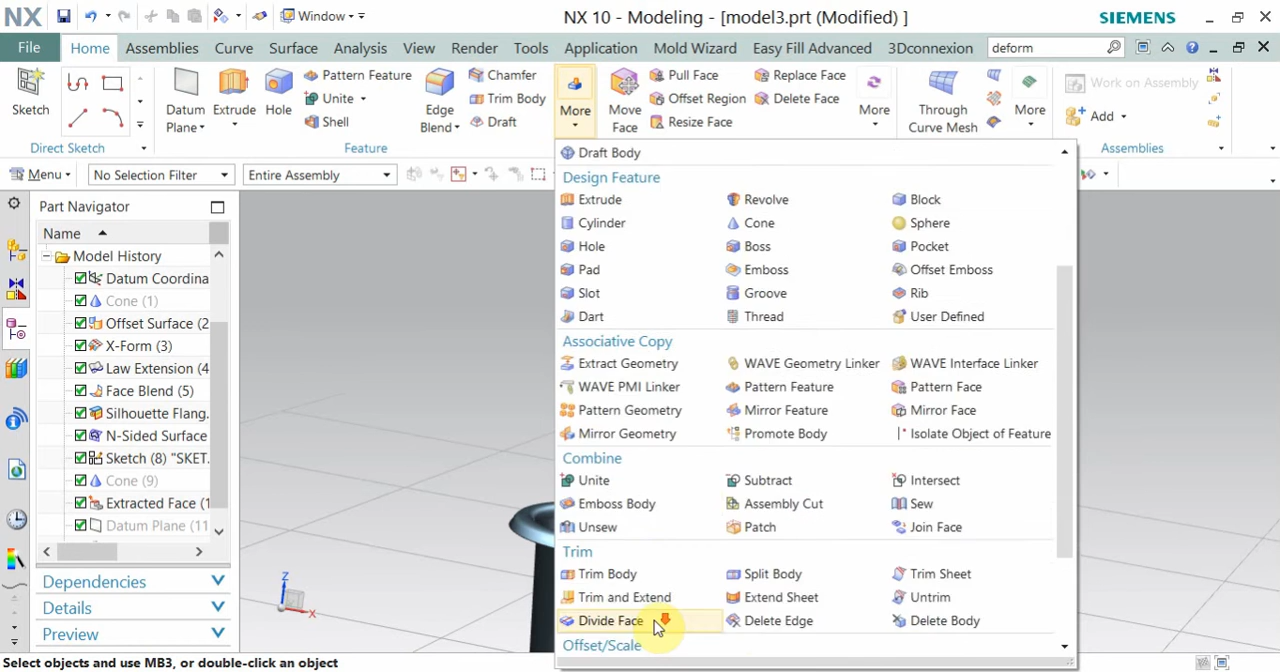 NX Window NX 10 - Modeling - [model3.prt (Modified) ] SIEMENS
File Home Assemblies Curve Surface Analysis View Render Tools Application Mold Wizard Easy Fill Advanced 3Dconnexion deform
Sketch Datum Plane Extrude Hole Pattern Feature Unite Shell Edge Blend Chamfer Trim Body Draft More Move Face Pull Face Offset Region Resize Face Replace Face Delete Face More Through Curve Mesh More Work on Assembly Add
Direct Sketch Feature Assemblies
Menu No Selection Filter Entire Assembly
Part Navigator
Name
Model History
Datum Coordina
Cone (1)
Offset Surface (2
X-Form (3)
Law Extension (4
Face Blend (5)
Silhouette Flang.
N-Sided Surface
Sketch (8) "SKET.
Cone (9)
Extracted Face (1
Datum Plane (11
Dependencies
Details
Preview
Draft Body
Design Feature
Extrude Revolve Block
Cylinder Cone Sphere
Hole Boss Pocket
Pad Emboss Offset Emboss
Slot Groove Rib
Dart Thread User Defined
Associative Copy
Extract Geometry WAVE Geometry Linker WAVE Interface Linker
WAVE PMI Linker Pattern Feature Pattern Face
Pattern Geometry Mirror Feature Mirror Face
Mirror Geometry Promote Body Isolate Object of Feature
Combine
Unite Subtract Intersect
Emboss Body Assembly Cut Sew
Unsew Patch Join Face
Trim
Trim Body Split Body Trim Sheet
Trim and Extend Extend Sheet Untrim
Divide Face Delete Edge Delete Body
Offset/Scale
Z
X
Select objects and use MB3, or double-click an object